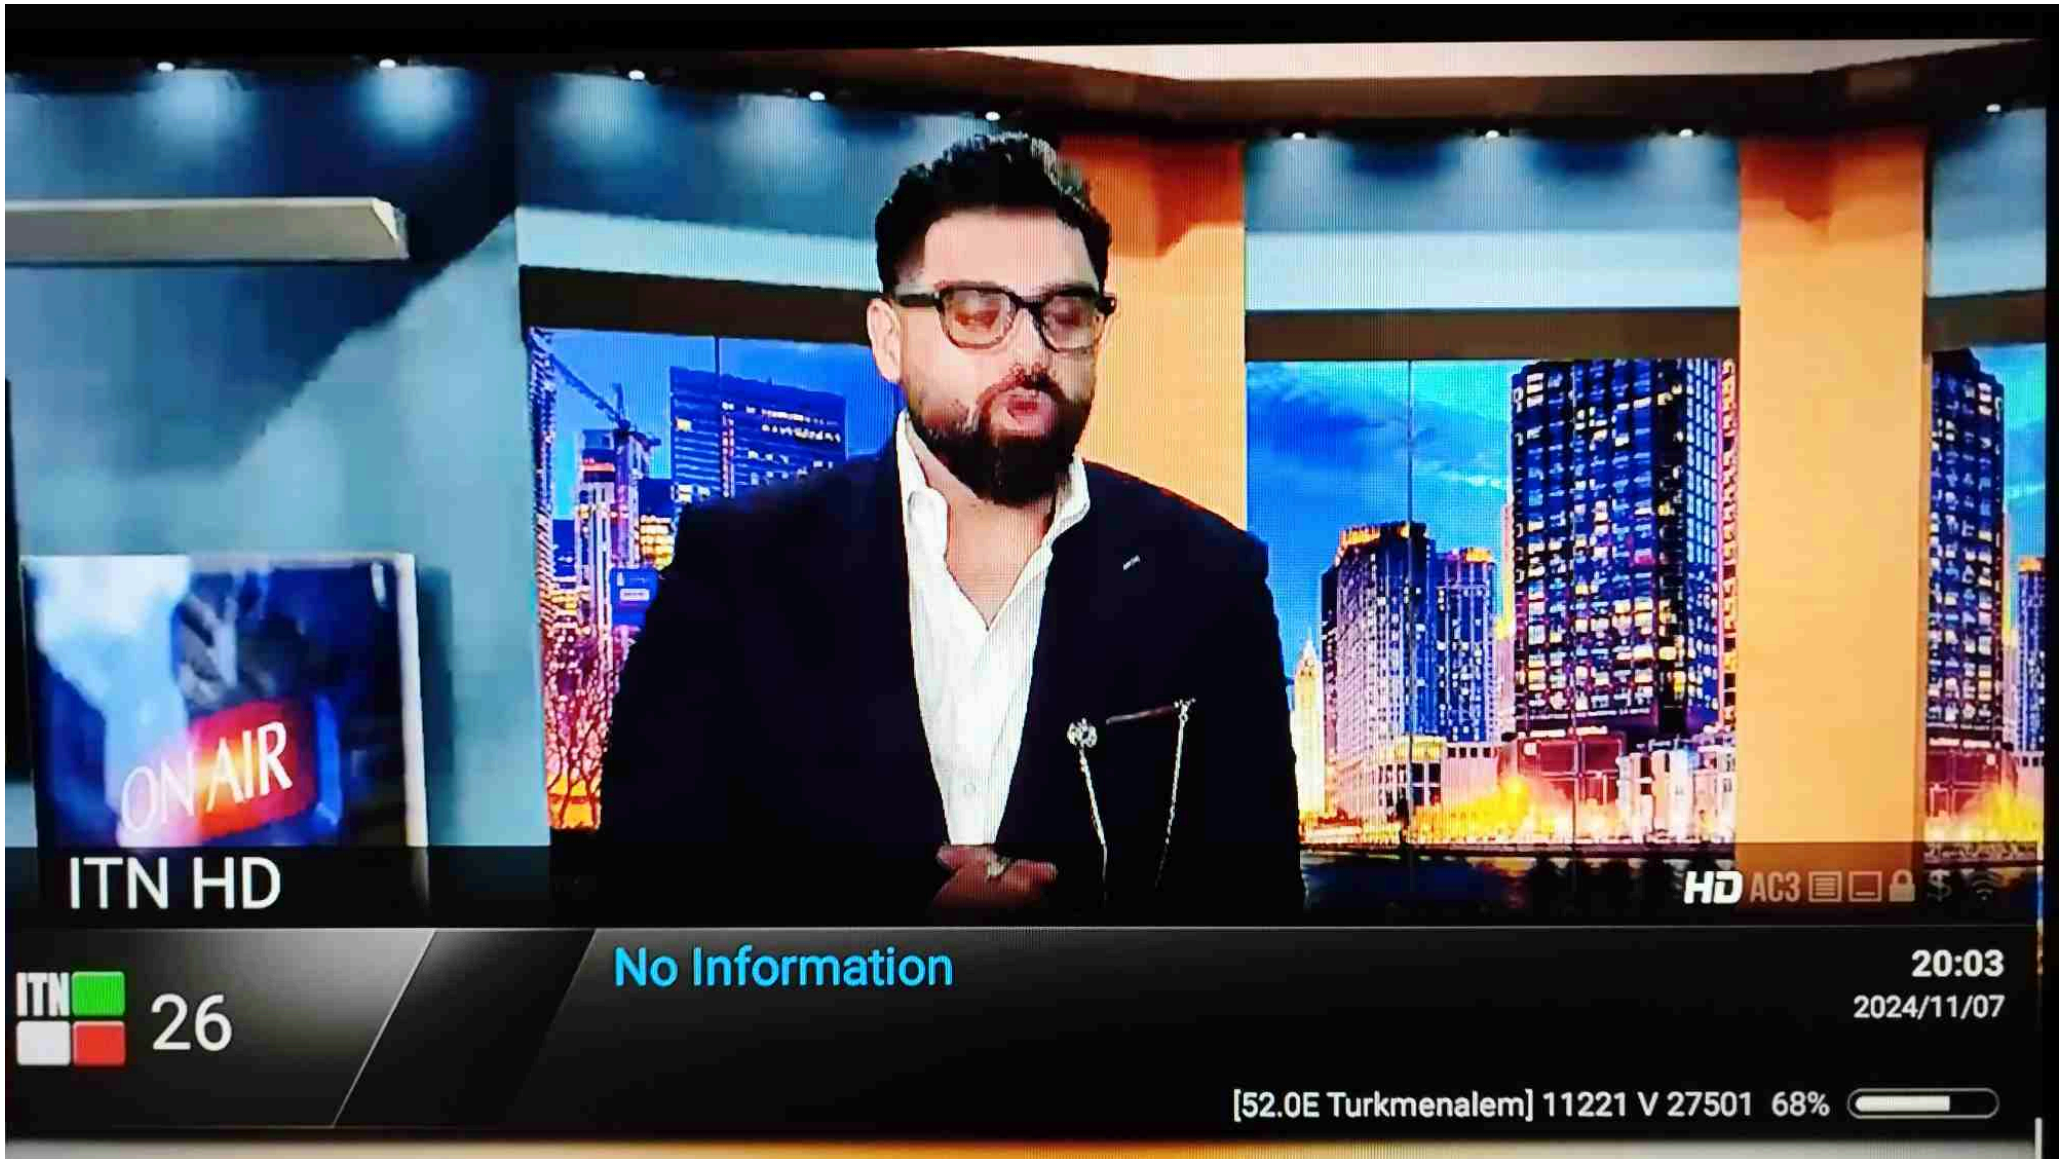 ON AIR
ITN HD
HD AC3 $
No Information
20:03
2024/11/07
ITN
26
[52.0E Turkmenalem] 11221 V 27501 68%